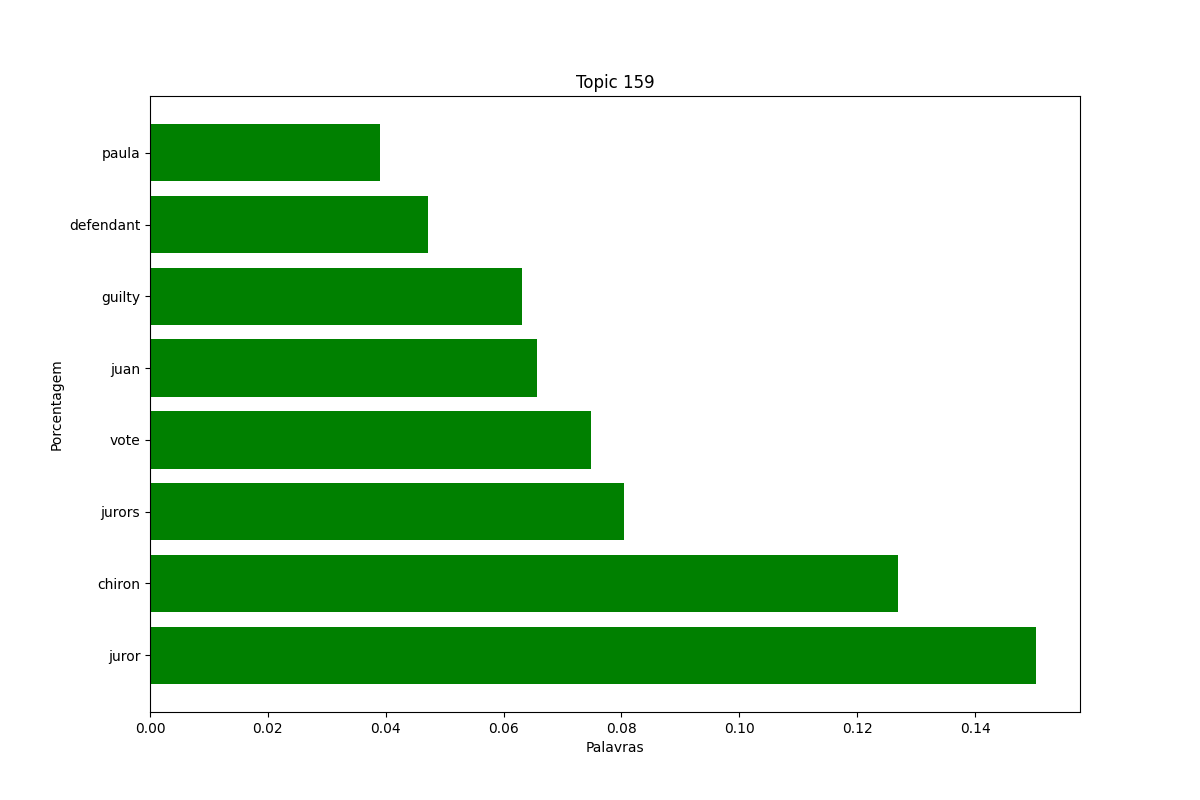 Topic 159
paula
defendant
guilty
juan
vote
jurors
chiron
juror
Porcentagem
0.00 0.02 0.04 0.06 0.08 0.10 0.12 0.14
Palavras